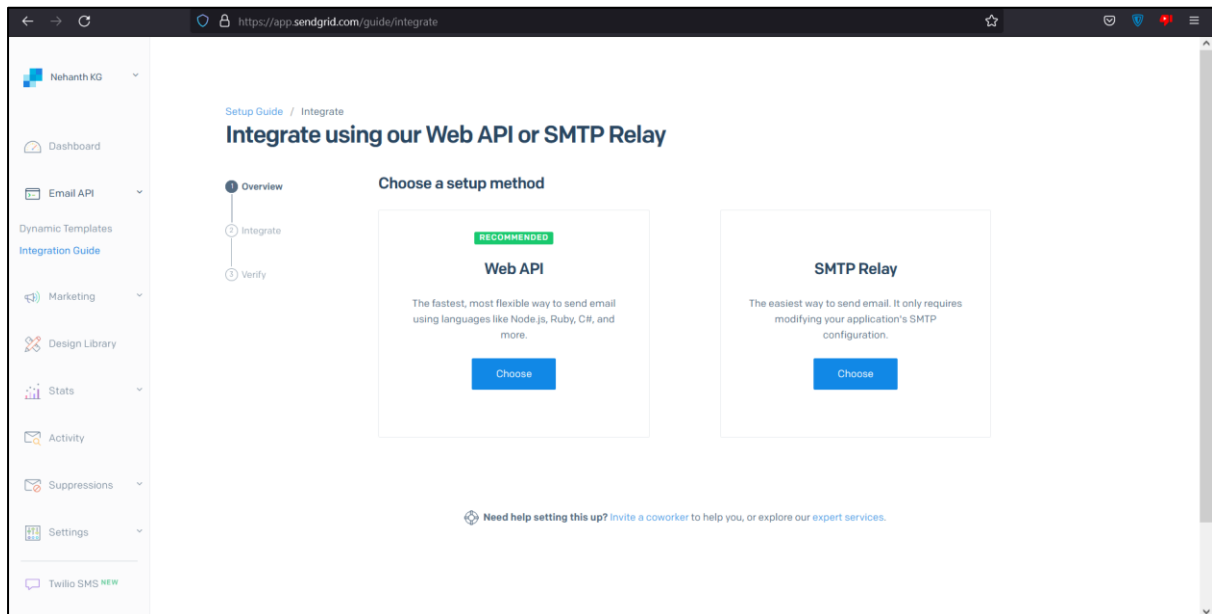 https://app.sendgrid.com/guide/integrate
Nehanth KG
Dashboard
Email API
Dynamic Templates
Integration Guide
Marketing
Design Library
Stats
Activity
Suppressions
Settings
Twilio SMS NEW
Setup Guide / Integrate
Integrate using our Web API or SMTP Relay
1 Overview
2 Integrate
3 Verify
Choose a setup method
RECOMMENDED
Web API
The fastest, most flexible way to send email
using languages like Node.js, Ruby, C#, and
more.
Choose
SMTP Relay
The easiest way to send email. It only requires
modifying your application's SMTP
configuration.
Choose
Need help setting this up? Invite a coworker to help you, or explore our expert services.